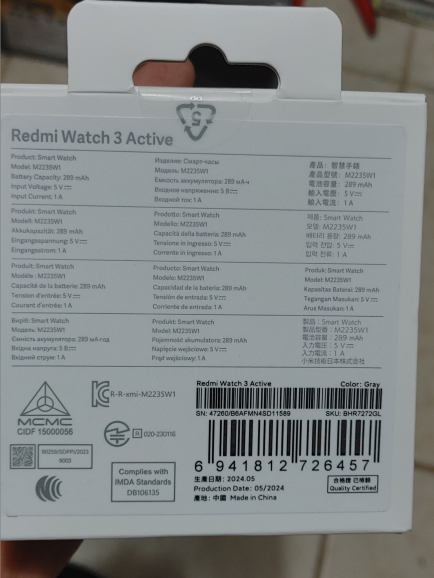 5
Redmi Watch 3 Active
Product: Smart Watch
Model: M2235W1
Battery Capacity: 289 mAh
Input Voltage: 5 V
Input Current: 1 A
Изделие: Смарт-часы
Модель: M2235W1
Емкость аккумулятора: 289 мА·ч
Входное напряжение: 5 В
Входной ток: 1 A
產品：智慧手錶
產品型號：M2235W1
電池容量：289 mAh
輸入電壓：5 V
輸入電流：1 A
Produkt: Smart Watch
Modell: M2235W1
Akkukapazität: 289 mAh
Eingangsspannung: 5 V
Eingangsstrom: 1 A
Prodotto: Smart Watch
Modello: M2235W1
Capacità della batteria: 289 mAh
Tensione in ingresso: 5 V
Corrente in ingresso: 1 A
제품: Smart Watch
모델: M2235W1
배터리 용량: 289 mAh
입력 전압: 5 V
입력 전류: 1 A
Produit: Smart Watch
Modèle: M2235W1
Capacité de la batterie: 289 mAh
Tension d'entrée: 5 V
Courant d'entrée: 1 A
Producto: Smart Watch
Modelo: M2235W1
Capacidad de la batería: 289 mAh
Tensión de entrada: 5 V
Corriente de entrada: 1 A
Produk: Smart Watch
Model: M2235W1
Kapasitas Baterai: 289 mAh
Tegangan Masukan: 5 V
Arus Masukan: 1 A
Виріб: Smart Watch
Модель: M2235W1
Ємність акумулятора: 289 мА·год
Вхідна напруга: 5 В
Вхідний струм: 1 A
Produkt: Smart Watch
Model: M2235W1
Pojemność akumulatora: 289 mAh
Napięcie wejściowe: 5 V
Prąd wejściowy: 1 A
製品：Smart Watch
製品型番：M2235W1
電池容量：289 mAh
入力電圧：5 V
入力電流：1 A
小米技術日本株式会社
MCMC
CIDF 15000056
R-R-xmi-M2235W1
R 020-230116
90259/SDPPI/2023
9003
Complies with
IMDA Standards
DB106135
Redmi Watch 3 Active Color: Gray
SN: 47260/B6AFMN4SD11589 SKU: BHR7272GL
6 941812 726457
生產日期：2024.05
Production Date: 05/2024
產地：中國 Made in China
合格證 已檢驗
Quality Certified